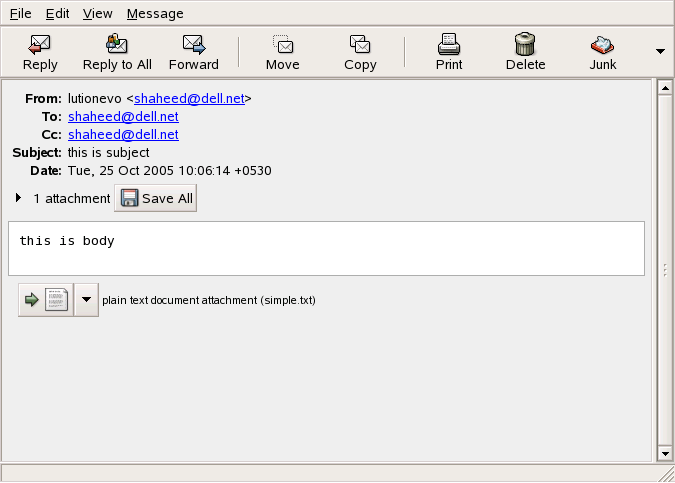 File Edit View Message
Reply Reply to All Forward Move Copy Print Delete Junk
From: lutionevo <shaheed@dell.net>
To: shaheed@dell.net
Cc: shaheed@dell.net
Subject: this is subject
Date: Tue, 25 Oct 2005 10:06:14 +0530
1 attachment Save All
this is body
plain text document attachment (simple.txt)